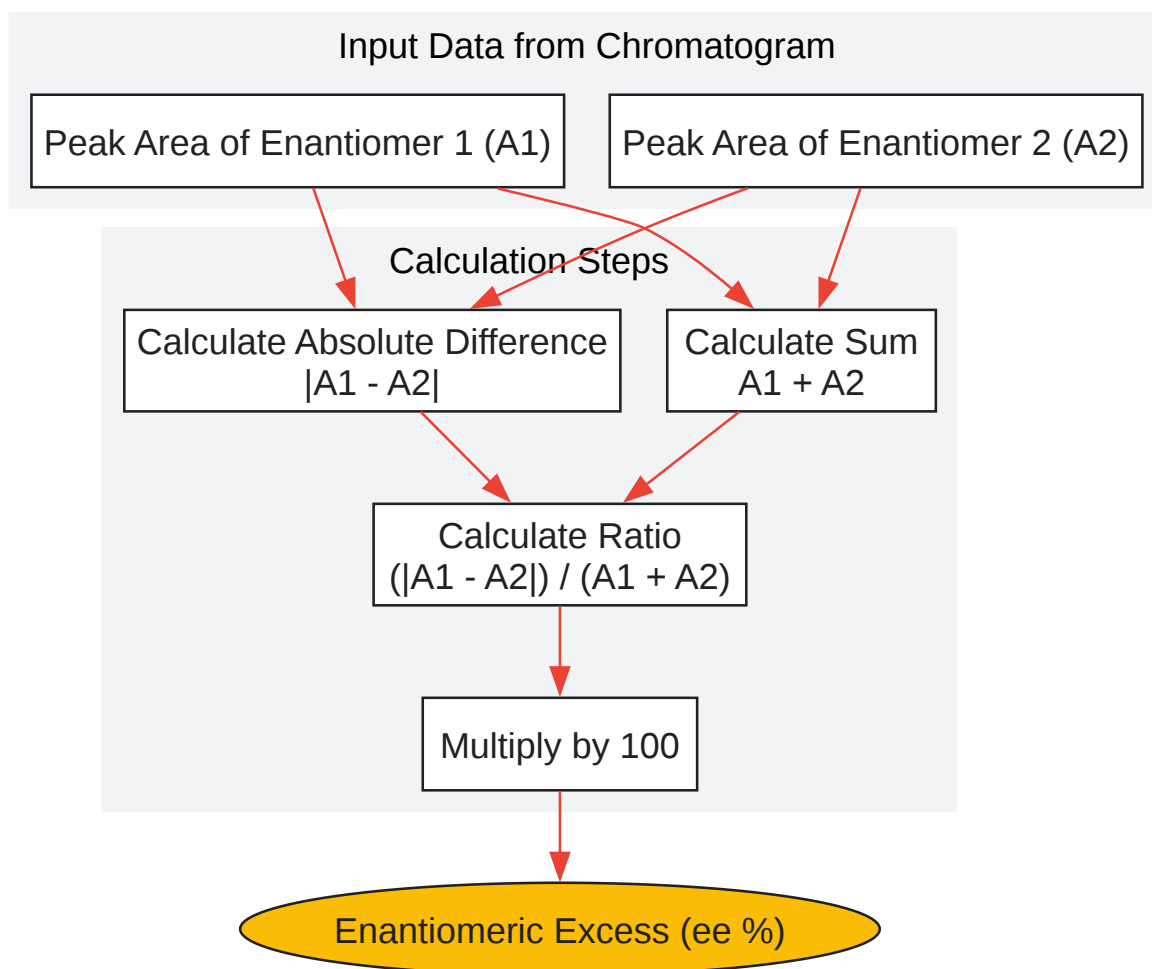 Input Data from Chromatogram
Peak Area of Enantiomer 1 (A1)
Peak Area of Enantiomer 2 (A2)
Calculation Steps
Calculate Absolute Difference
|A1 - A2|
Calculate Sum
A1 + A2
Calculate Ratio
(|A1 - A2|) / (A1 + A2)
Multiply by 100
Enantiomeric Excess (ee %)